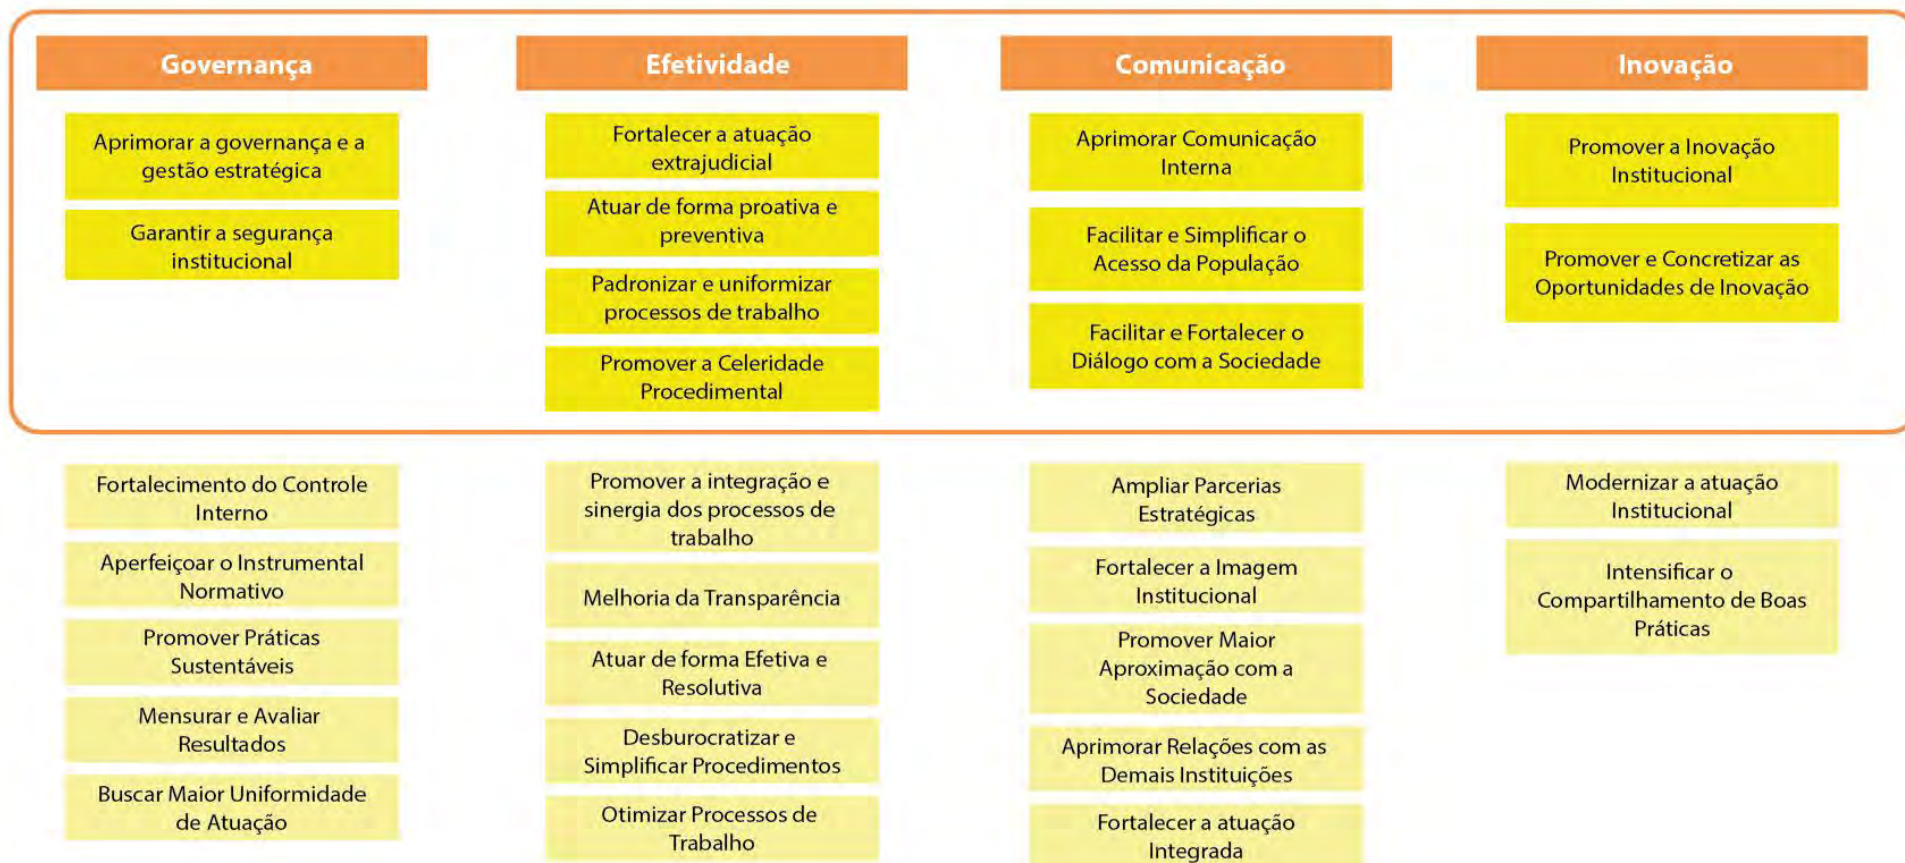 Governança
Aprimorar a governança e a
gestão estratégica
Garantir a segurança
institucional
Efetividade
Fortalecer a atuação
extrajudicial
Atuar de forma proativa e
preventiva
Padronizar e uniformizar
processos de trabalho
Promover a Celeridade
Procedimental
Comunicação
Aprimorar Comunicação
Interna
Facilitar e Simplificar o
Acesso da População
Facilitar e Fortalecer o
Diálogo com a Sociedade
Inovação
Promover a Inovação
Institucional
Promover e Concretizar as
Oportunidades de Inovação
Fortalecimento do Controle
Interno
Aperfeiçoar o Instrumental
Normativo
Promover Práticas
Sustentáveis
Mensurar e Avaliar
Resultados
Buscar Maior Uniformidade
de Atuação
Promover a integração e
sinergia dos processos de
trabalho
Melhoria da Transparência
Atuar de forma Efetiva e
Resolutiva
Desburocratizar e
Simplificar Procedimentos
Otimizar Processos de
Trabalho
Ampliar Parcerias
Estratégicas
Fortalecer a Imagem
Institucional
Promover Maior
Aproximação com a
Sociedade
Aprimorar Relações com as
Demais Instituições
Fortalecer a atuação
Integrada
Modernizar a atuação
Institucional
Intensificar o
Compartilhamento de Boas
Práticas